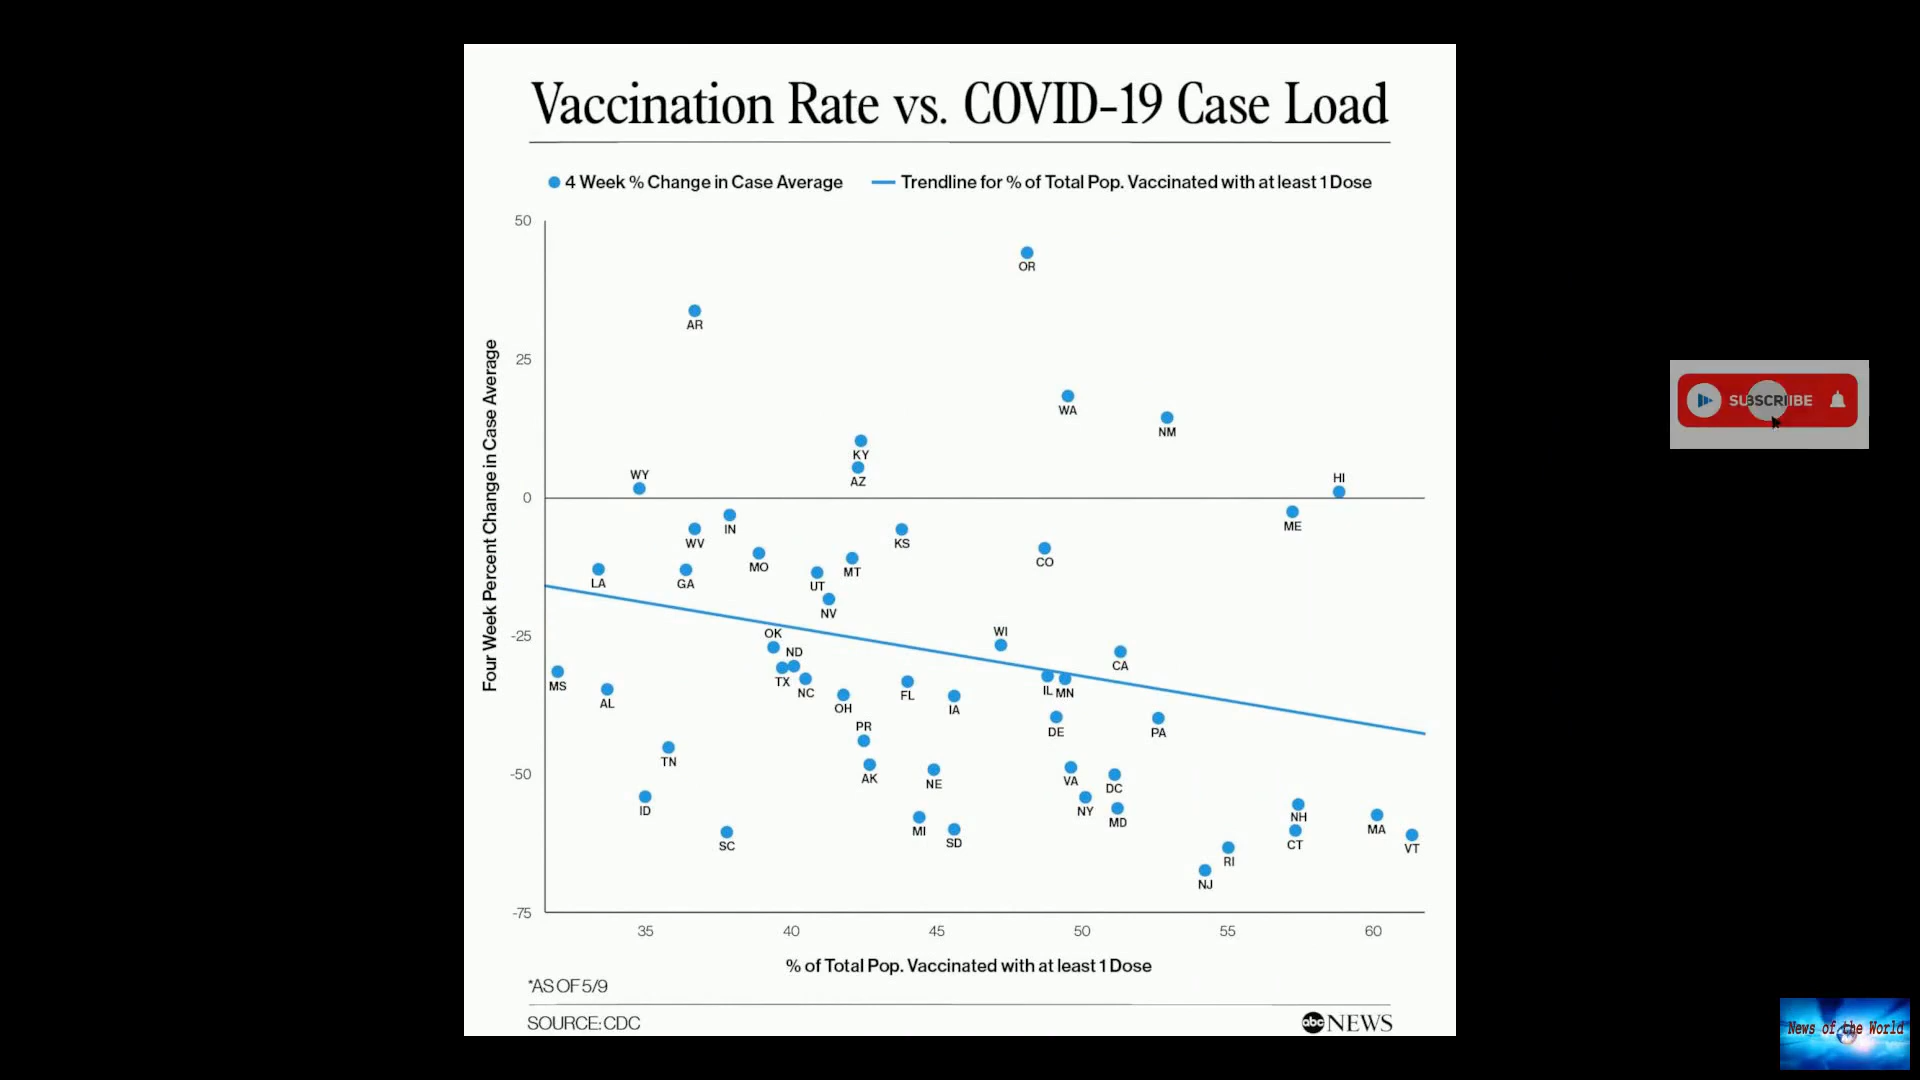 Vaccination Rate vs. COVID-19 Case Load
4 Week % Change in Case Average
Trendline for % of Total Pop. Vaccinated with at least 1 Dose
Four Week Percent Change in Case Average
50
25
0
-25
-50
-75
OR
AR
WA
NM
KY
AZ
WY
HI
IN
ME
WV
KS
MO
CO
LA
GA
UT
MT
NV
OK
WI
ND
CA
MS
TX
NC
IL
MN
AL
OH
FL
IA
PR
DE
PA
TN
AK
NE
VA
DC
ID
NY
MI
MD
NH
SC
SD
CT
MA
VT
RI
NJ
35
40
45
50
55
60
% of Total Pop. Vaccinated with at least 1 Dose
*AS OF 5/9
SOURCE: CDC
abc NEWS
SUBSCRIBE
News of the World